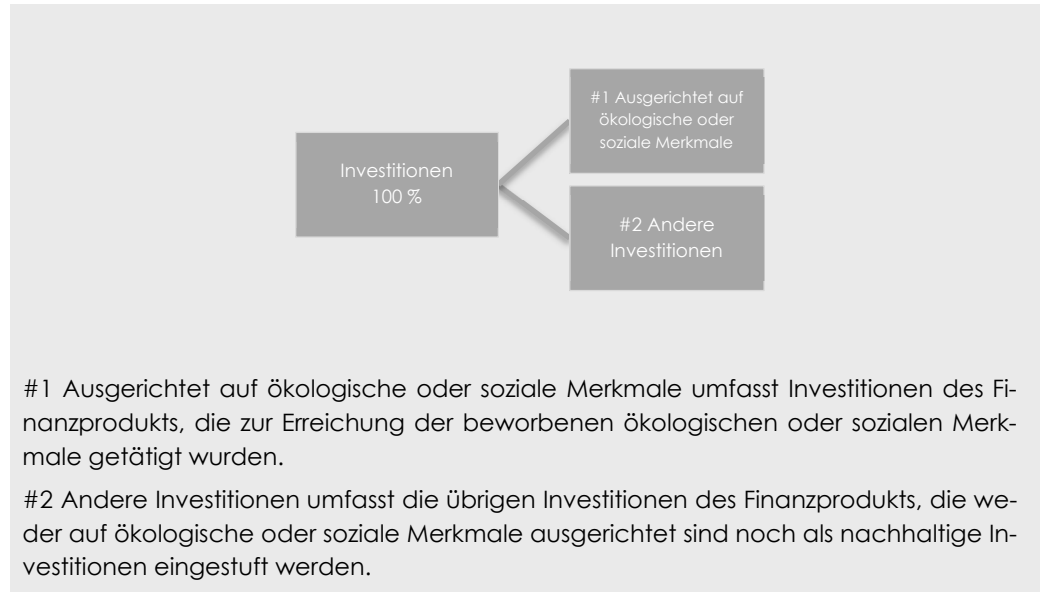 #1 Ausgerichtet auf
ökologische oder
soziale Merkmale
Investitionen
100 %
#2 Andere
Investitionen
#1 Ausgerichtet auf ökologische oder soziale Merkmale umfasst Investitionen des Fi-
nanzprodukts, die zur Erreichung der beworbenen ökologischen oder sozialen Merk-
male getätigt wurden.
#2 Andere Investitionen umfasst die übrigen Investitionen des Finanzprodukts, die we-
der auf ökologische oder soziale Merkmale ausgerichtet sind noch als nachhaltige In-
vestitionen eingestuft werden.